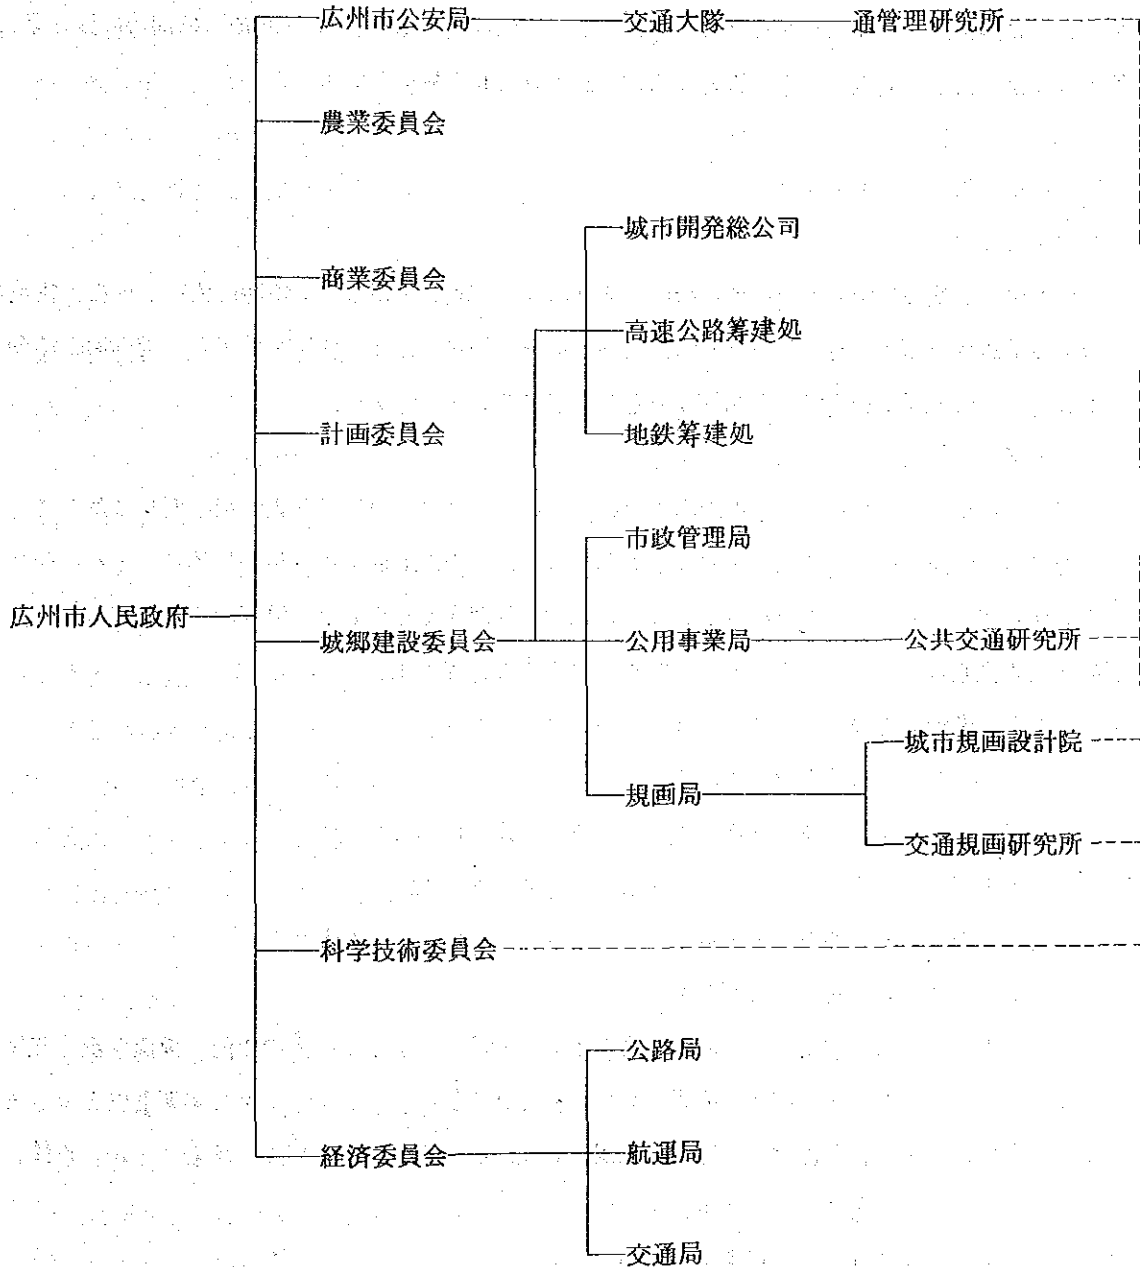 広州市公安局 交通大隊 通管理研究所
農業委員会
城市開発総公司
商業委員会
高速公路筹建処
計画委員会 地鉄筹建処
市政管理局
広州市人民政府
城郷建設委員会 公用事業局 公共交通研究所
城市規画設計院
規画局
交通規画研究所
科学技術委員会
公路局
経済委員会 航運局
交通局